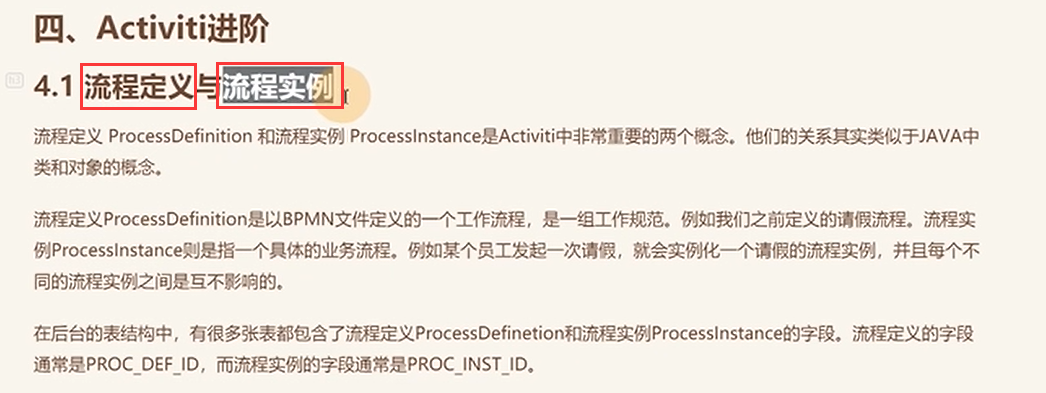 四、Activiti进阶
h3
4.1 流程定义与流程实例
流程定义 ProcessDefinition 和流程实例 ProcessInstance是Activiti中非常重要的两个概念。他们的关系其实类似于JAVA中
类和对象的概念。
流程定义ProcessDefinition是以BPMN文件定义的一个工作流程，是一组工作规范。例如我们之前定义的请假流程。流程实
例ProcessInstance则是指一个具体的业务流程。例如某个员工发起一次请假，就会实例化一个请假的流程实例，并且每个不
同的流程实例之间是互不影响的。
在后台的表结构中，有很多张表都包含了流程定义ProcessDefinetion和流程实例ProcessInstance的字段。流程定义的字段
通常是PROC_DEF_ID，而流程实例的字段通常是PROC_INST_ID。